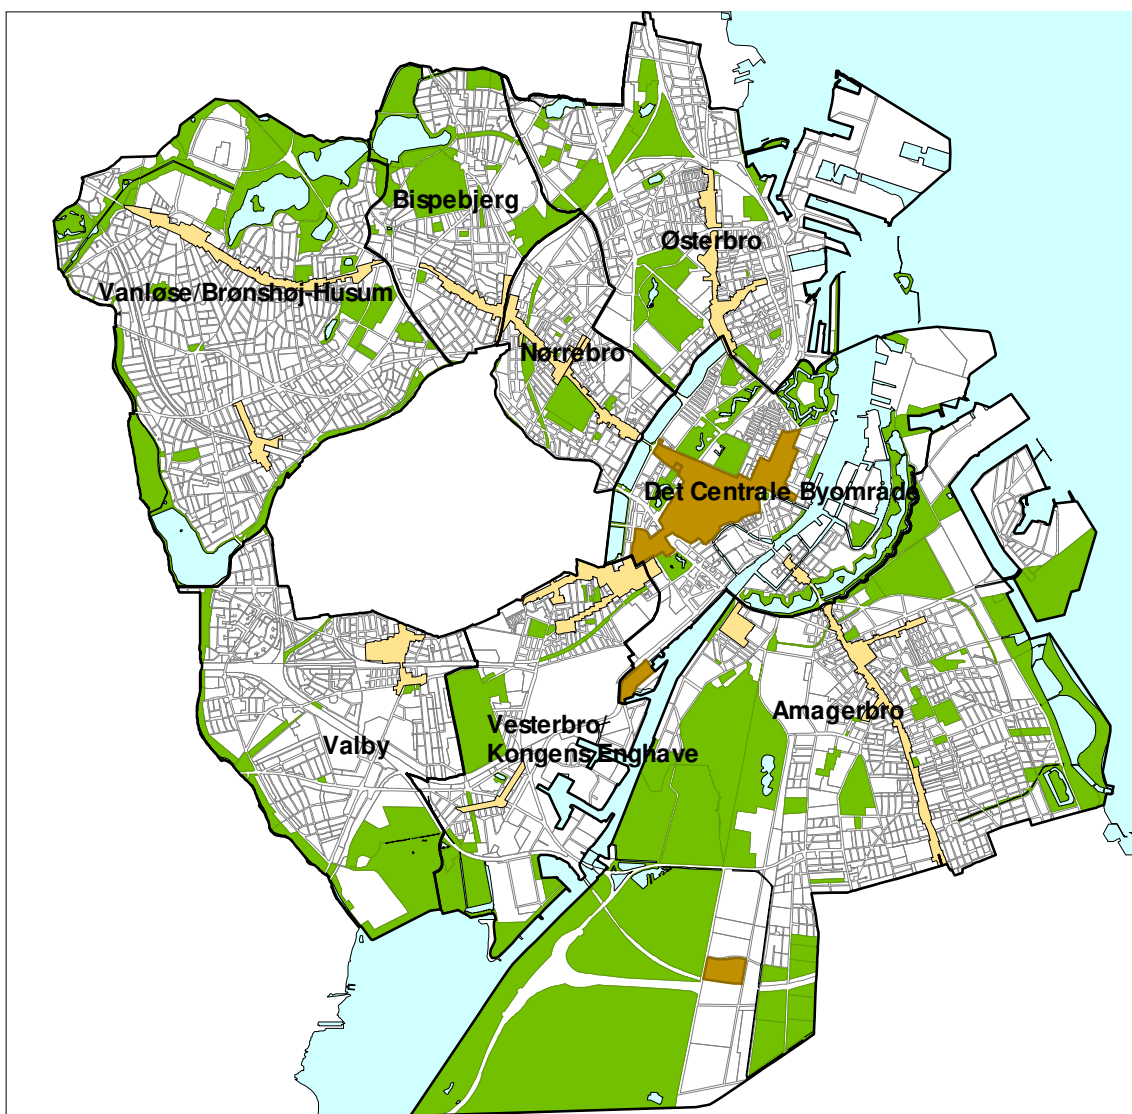 Bispebjerg
Østerbro
Vanløse/Brønshøj-Husum
Nørrebro
Det Centrale Byområde
Amagerbro
Vesterbro/
Kongens Enghave
Valby